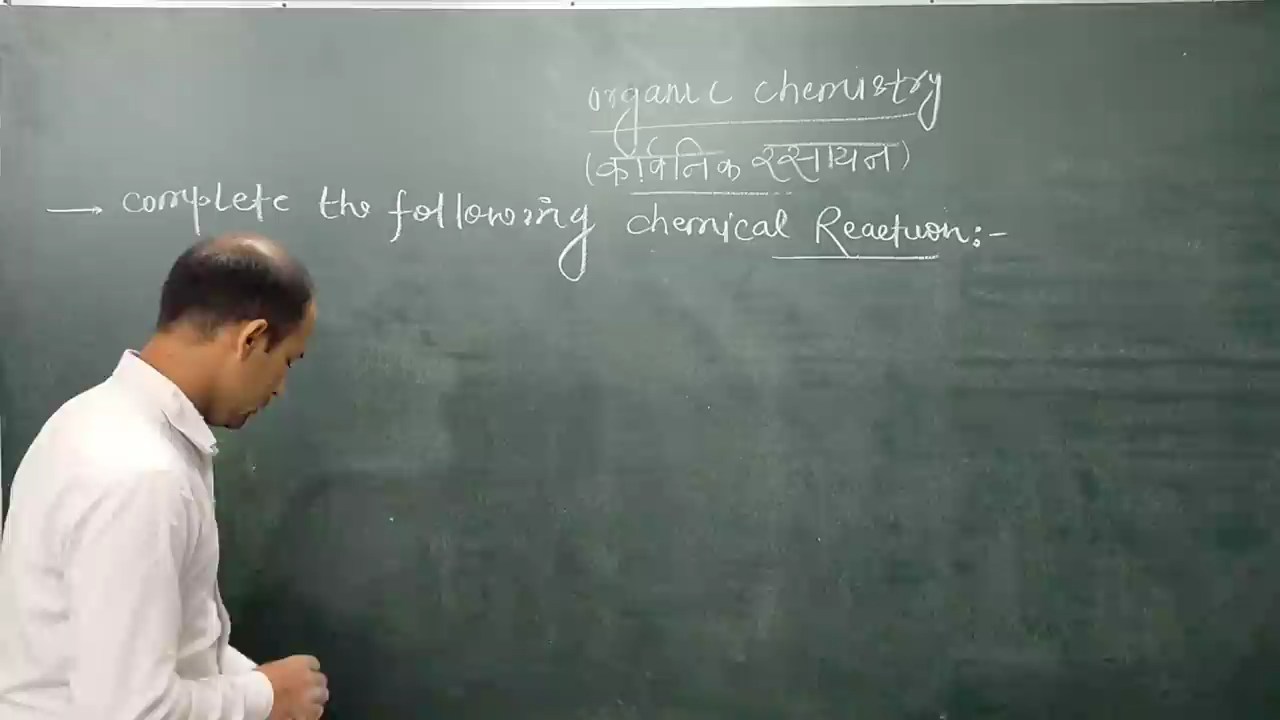 organic chemistry
(कार्बनिक रसायन)
→ complete the following chemical Reaction:-